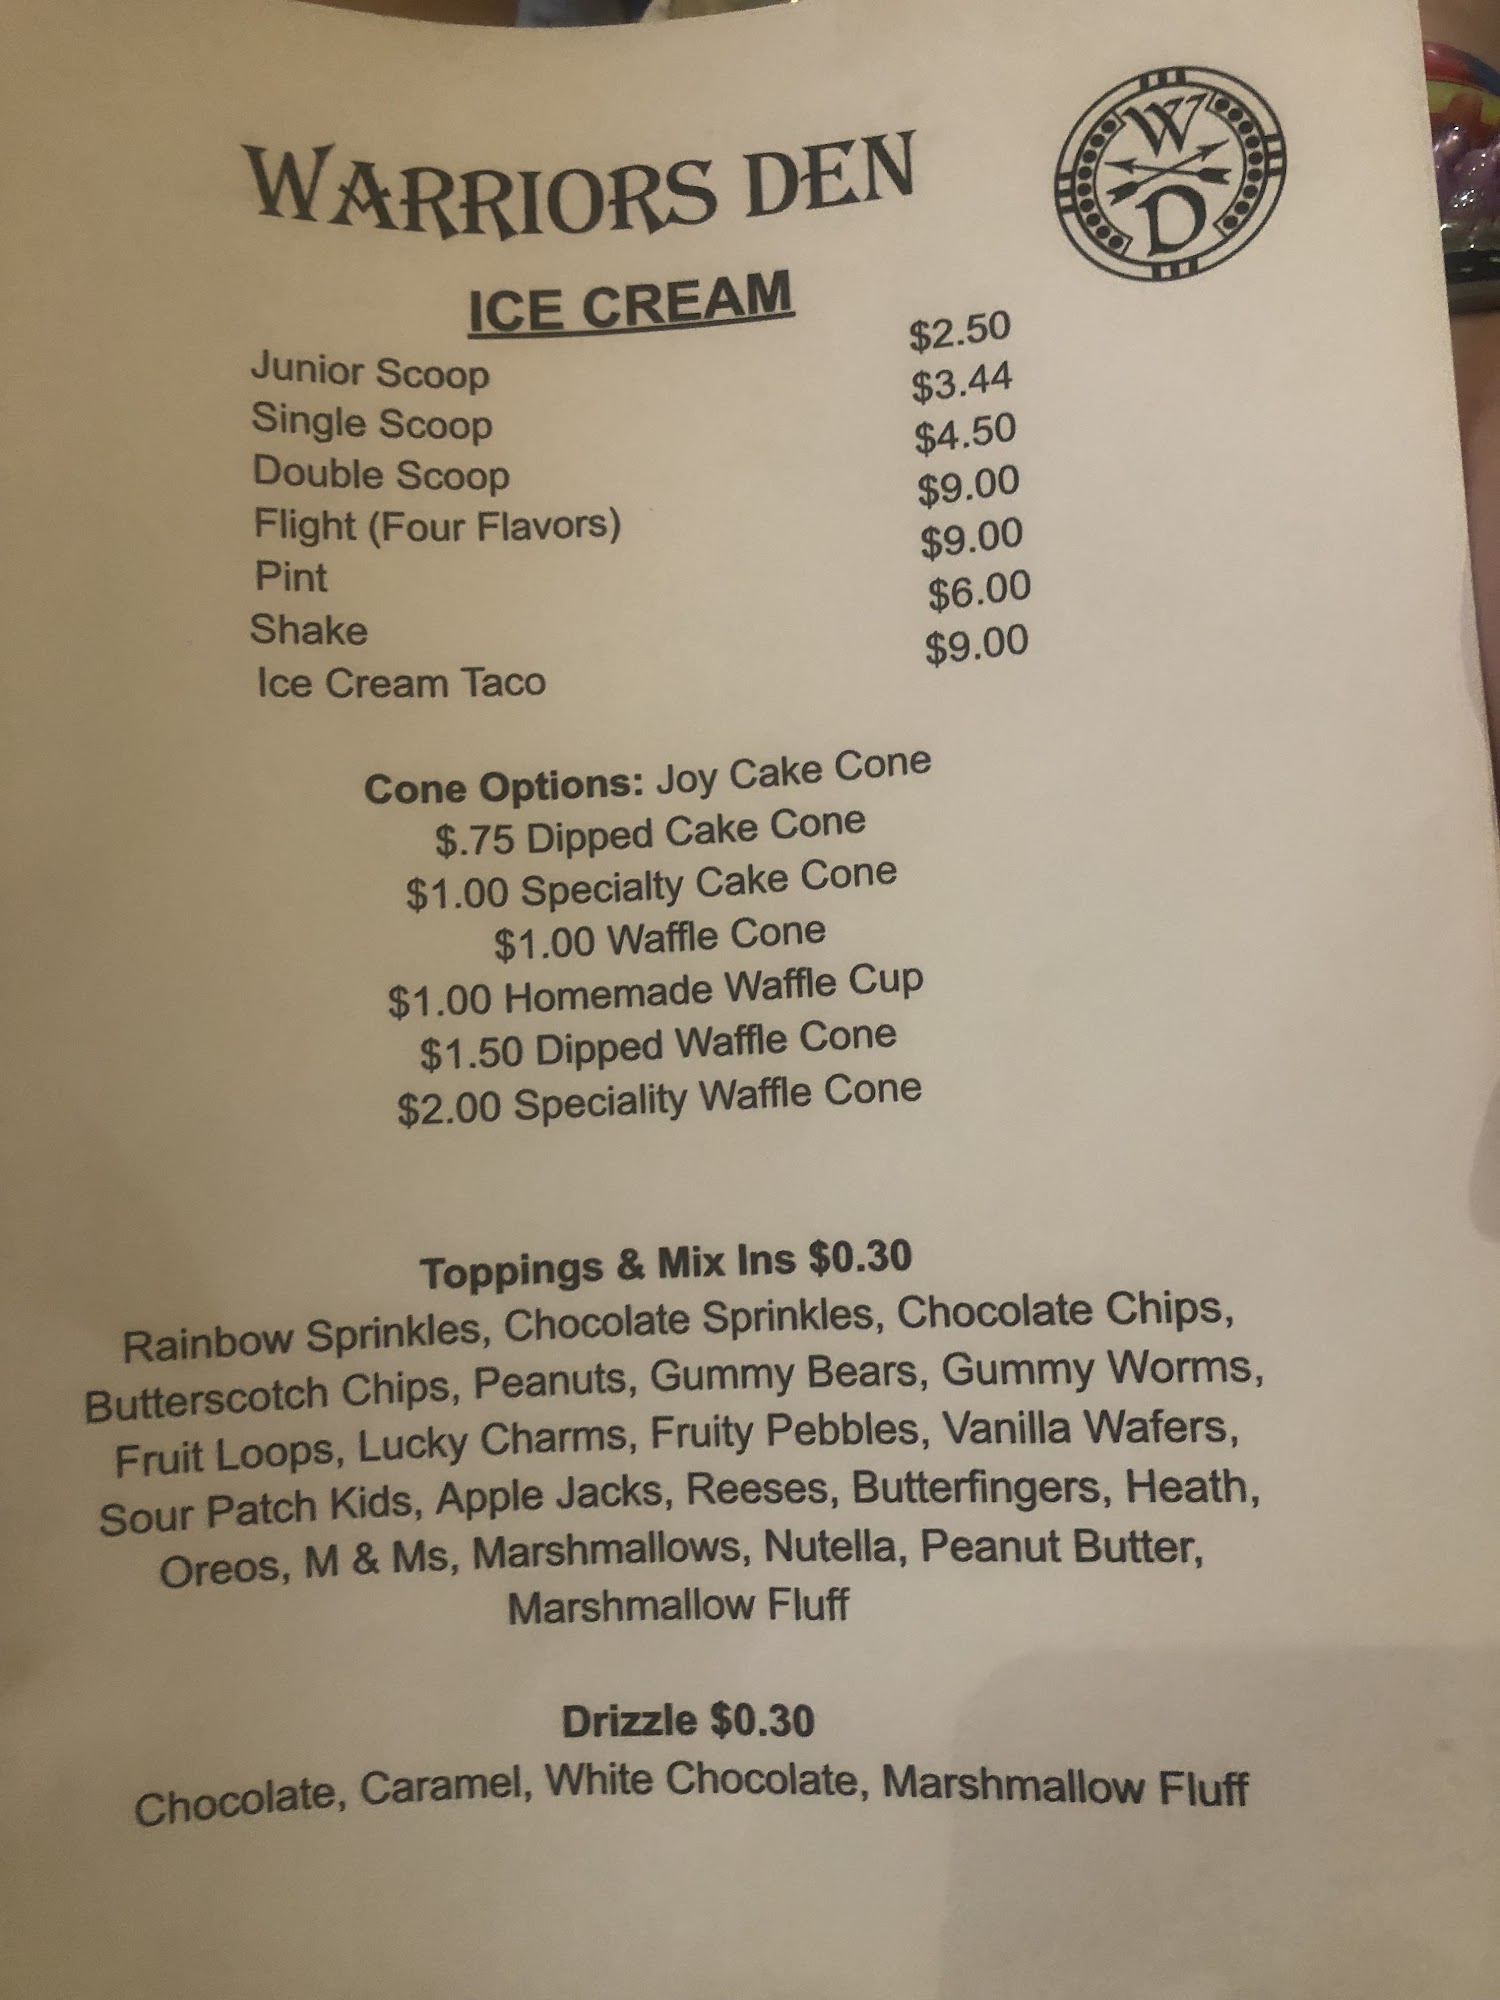 WARRIORS DEN
W
D
ICE CREAM
Junior Scoop $2.50
Single Scoop $3.44
Double Scoop $4.50
Flight (Four Flavors) $9.00
Pint $9.00
Shake $6.00
Ice Cream Taco $9.00
Cone Options: Joy Cake Cone
$.75 Dipped Cake Cone
$1.00 Specialty Cake Cone
$1.00 Waffle Cone
$1.00 Homemade Waffle Cup
$1.50 Dipped Waffle Cone
$2.00 Speciality Waffle Cone
Toppings & Mix Ins $0.30
Rainbow Sprinkles, Chocolate Sprinkles, Chocolate Chips,
Butterscotch Chips, Peanuts, Gummy Bears, Gummy Worms,
Fruit Loops, Lucky Charms, Fruity Pebbles, Vanilla Wafers,
Sour Patch Kids, Apple Jacks, Reeses, Butterfingers, Heath,
Oreos, M & Ms, Marshmallows, Nutella, Peanut Butter,
Marshmallow Fluff
Drizzle $0.30
Chocolate, Caramel, White Chocolate, Marshmallow Fluff